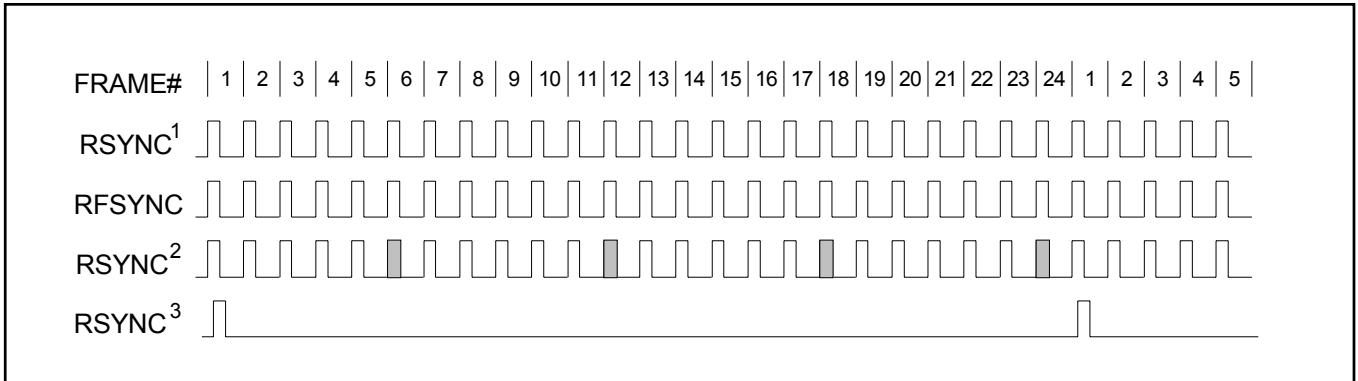 FRAME# 1 2 3 4 5 6 7 8 9 10 11 12 13 14 15 16 17 18 19 20 21 22 23 24 1 2 3 4 5
RSYNC1
RFSYNC
RSYNC2
RSYNC3